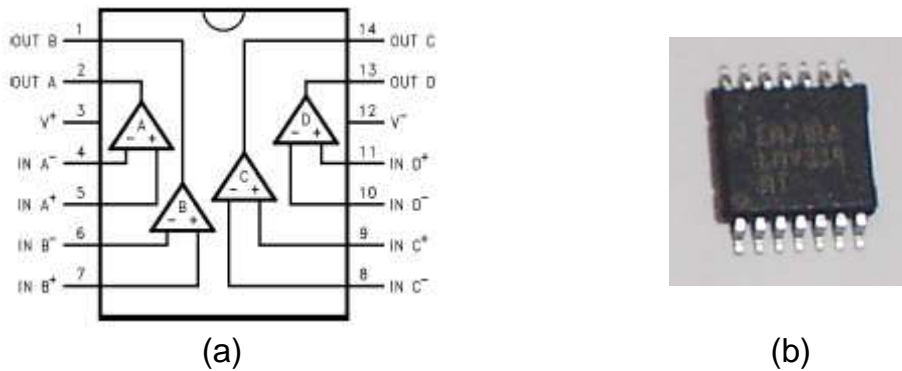 OUT B 1
14 OUT C
OUT A 2
13 OUT D
V+ 3
12 V-
A
D
- +
- +
IN A- 4
11 IN D+
C
- +
IN A+ 5
10 IN D-
B
- +
IN B- 6
9 IN C+
IN B+ 7
8 IN C-
(a)
(b)